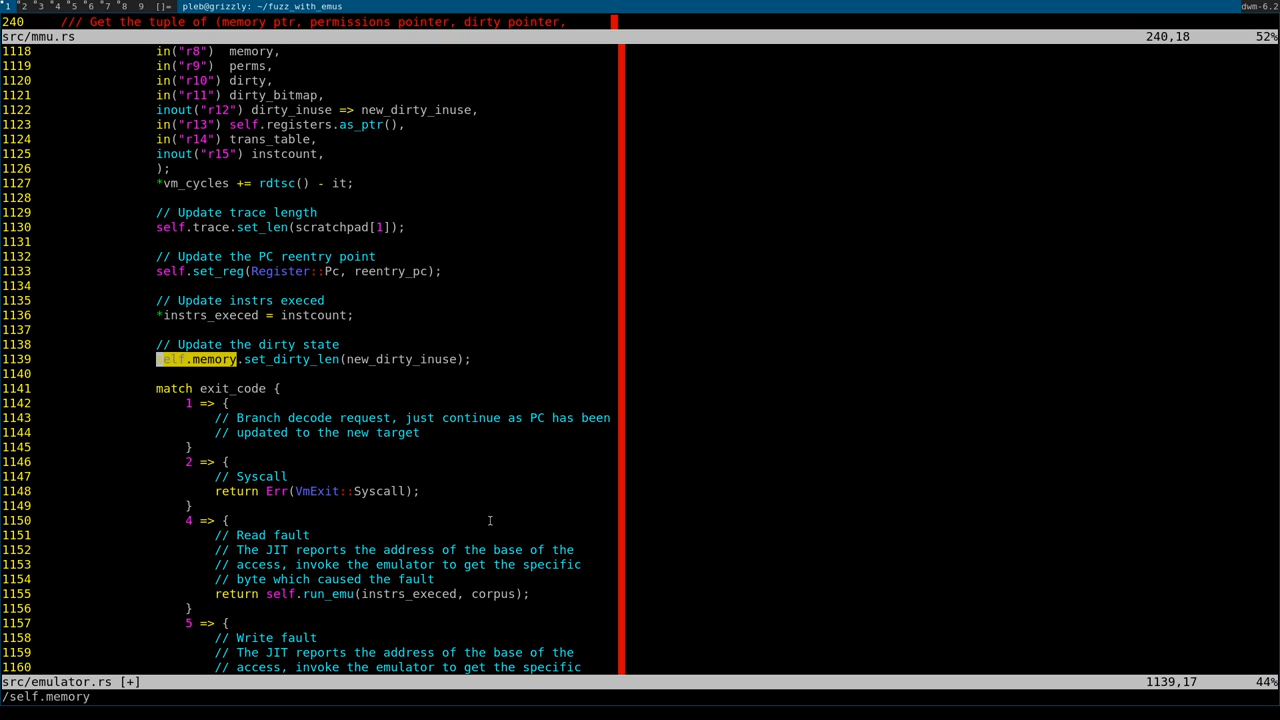 1 2 3 4 5 6 7 8 9 []= pleb@grizzly: ~/fuzz_with_emus dwm-6.2
240     /// Get the tuple of (memory ptr, permissions pointer, dirty pointer,
src/mmu.rs 240,18 52%
1118                 in("r8")  memory,
1119                 in("r9")  perms,
1120                 in("r10") dirty,
1121                 in("r11") dirty_bitmap,
1122                 inout("r12") dirty_inuse => new_dirty_inuse,
1123                 in("r13") self.registers.as_ptr(),
1124                 in("r14") trans_table,
1125                 inout("r15") instcount,
1126                 );
1127                 *vm_cycles += rdtsc() - it;
1128
1129                 // Update trace length
1130                 self.trace.set_len(scratchpad[1]);
1131
1132                 // Update the PC reentry point
1133                 self.set_reg(Register::Pc, reentry_pc);
1134
1135                 // Update instrs execed
1136                 *instrs_execed = instcount;
1137
1138                 // Update the dirty state
1139                 self.memory.set_dirty_len(new_dirty_inuse);
1140
1141                 match exit_code {
1142                     1 => {
1143                         // Branch decode request, just continue as PC has been
1144                         // updated to the new target
1145                     }
1146                     2 => {
1147                         // Syscall
1148                         return Err(VmExit::Syscall);
1149                     }
1150                     4 => {
1151                         // Read fault
1152                         // The JIT reports the address of the base of the
1153                         // access, invoke the emulator to get the specific
1154                         // byte which caused the fault
1155                         return self.run_emu(instrs_execed, corpus);
1156                     }
1157                     5 => {
1158                         // Write fault
1159                         // The JIT reports the address of the base of the
1160                         // access, invoke the emulator to get the specific
src/emulator.rs [+] 1139,17 44%
/self.memory